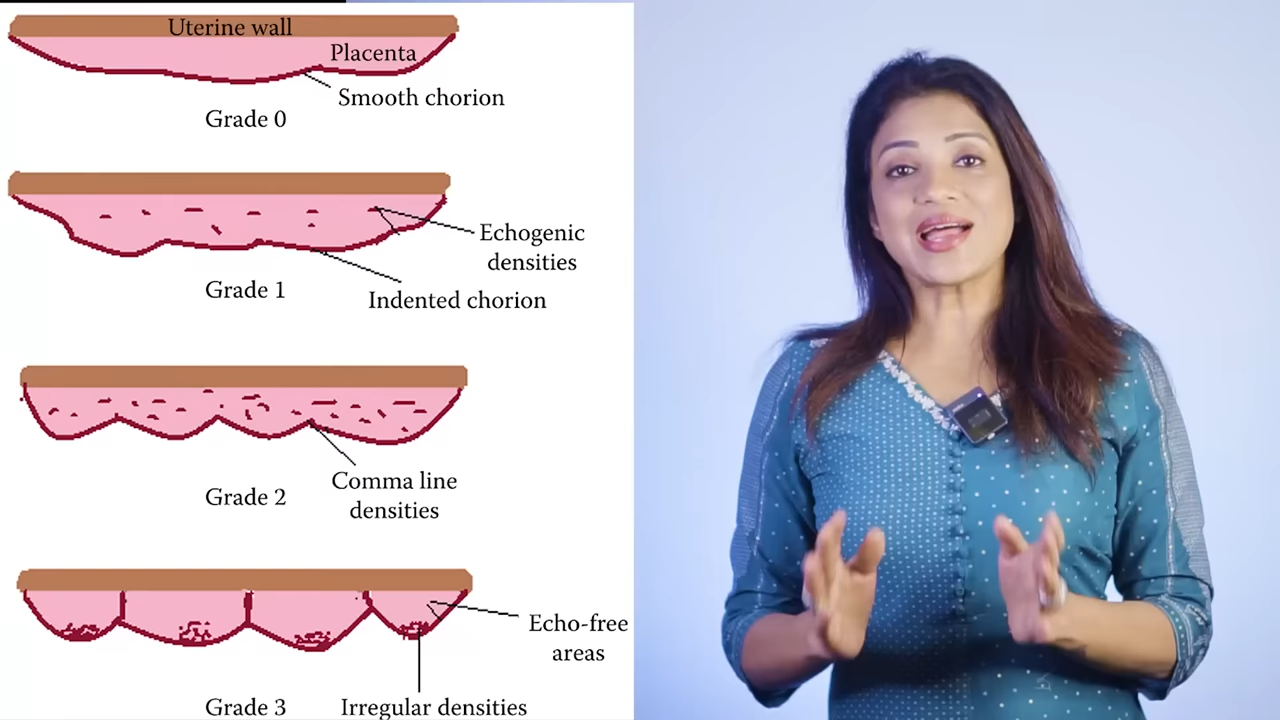 Uterine wall
Placenta
Smooth chorion
Grade 0
Echogenic
densities
Grade 1
Indented chorion
Comma line
densities
Grade 2
Echo-free
areas
Grade 3
Irregular densities